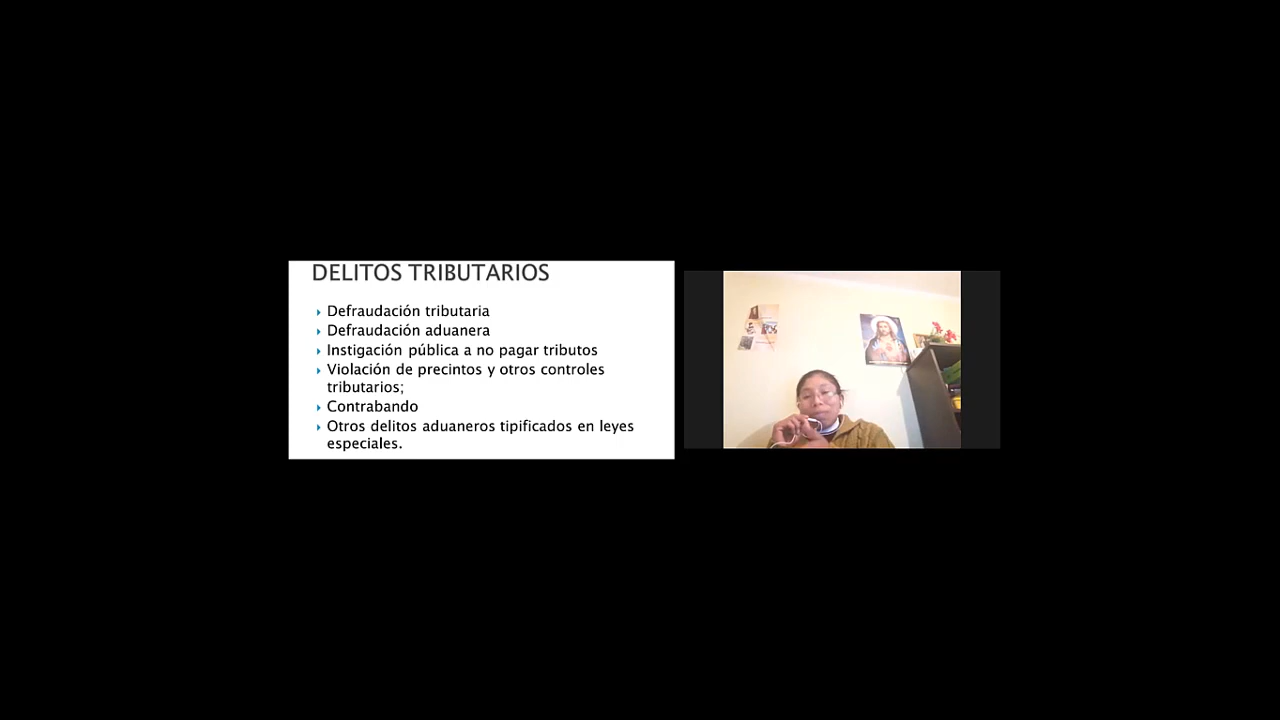 DELITOS TRIBUTARIOS
Defraudación tributaria
Defraudación aduanera
Instigación pública a no pagar tributos
Violación de precintos y otros controles
tributarios;
Contrabando
Otros delitos aduaneros tipificados en leyes
especiales.